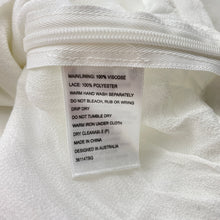 MAIN/LINING: 100% VISCOSE
LACE: 100% POLYESTER
WARM HAND WASH SEPARATELY
DO NOT BLEACH, RUB OR WRING
DRIP DRY
DO NOT TUMBLE DRY
WARM IRON UNDER CLOTH
DRY CLEANABLE (P)
MADE IN CHINA
DESIGNED IN AUSTRALIA